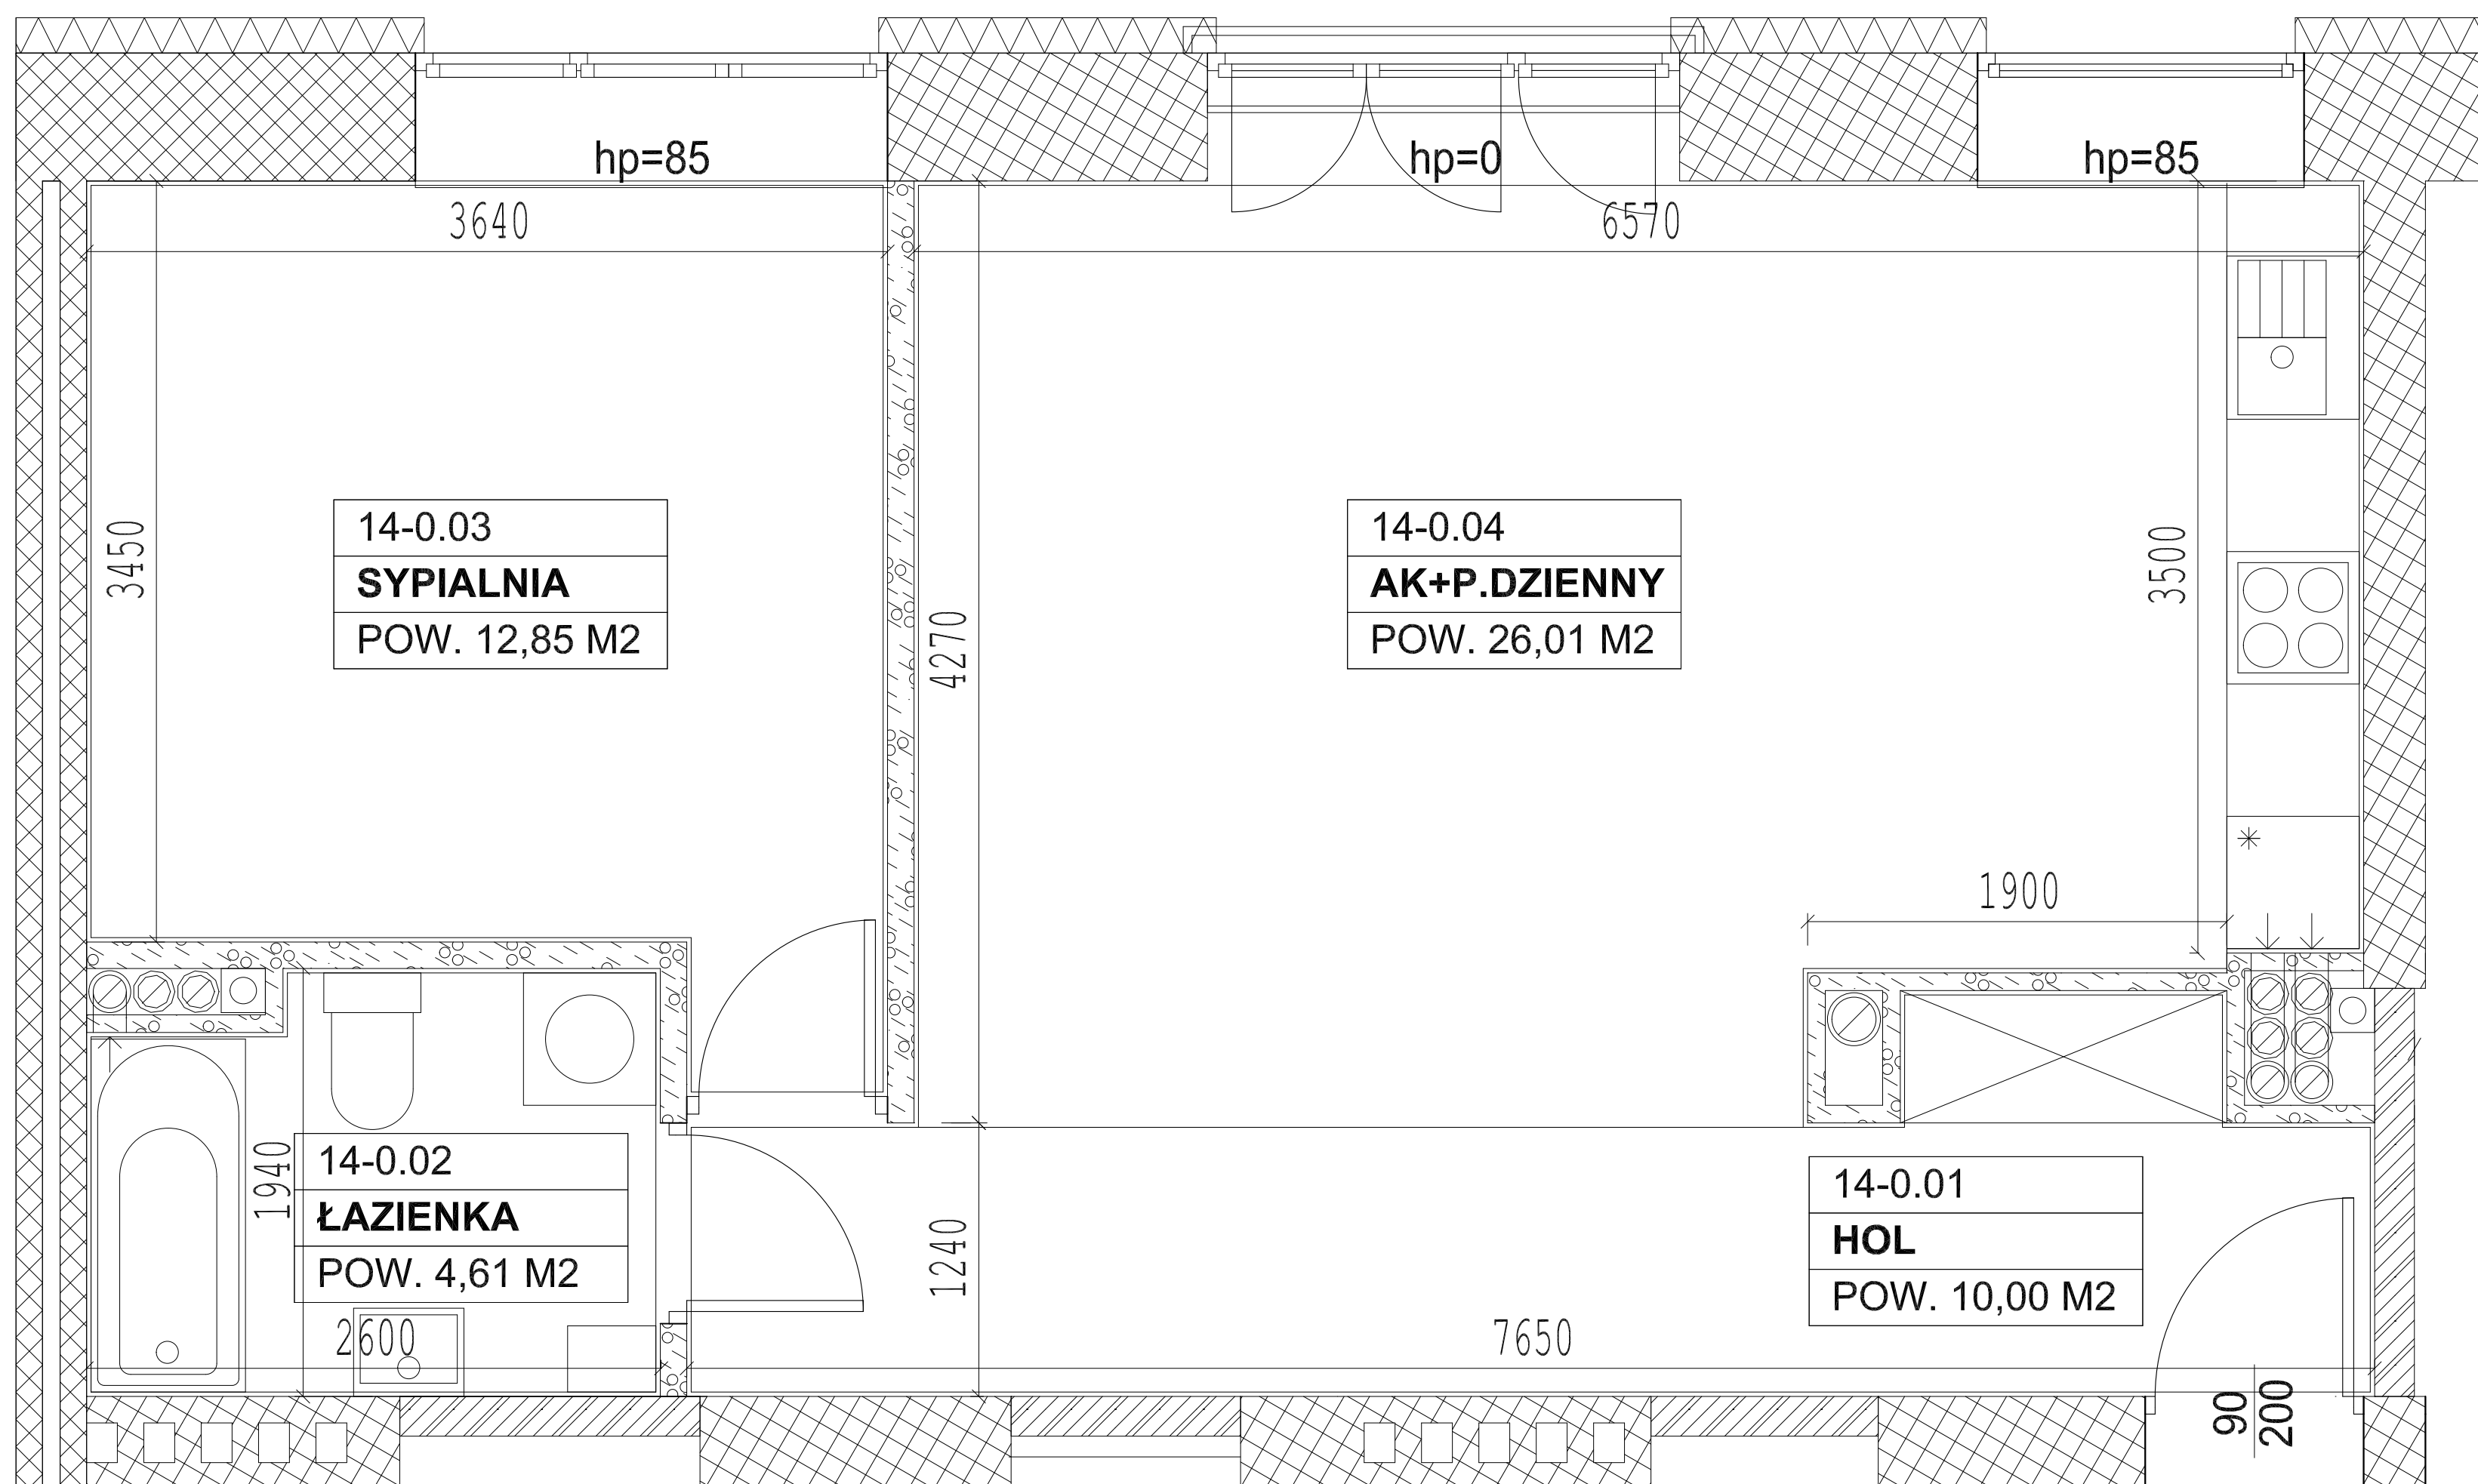 hp=85
hp=0
hp=85
3640
6570
3450
14-0.03
SYPIALNIA
POW. 12,85 M2
4270
14-0.04
AK+P.DZIENNY
POW. 26,01 M2
3500
1900
1940
14-0.02
ŁAZIENKA
POW. 4,61 M2
2600
1240
7650
14-0.01
HOL
POW. 10,00 M2
90
200